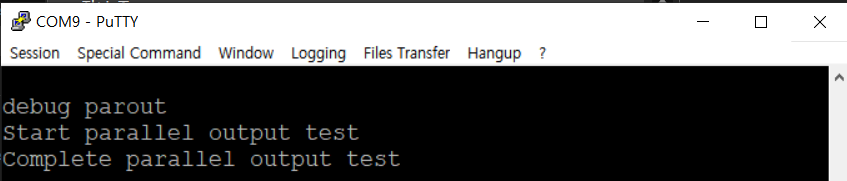 COM9 - PuTTY
Session Special Command Window Logging Files Transfer Hangup ?
debug parout
Start parallel output test
Complete parallel output test